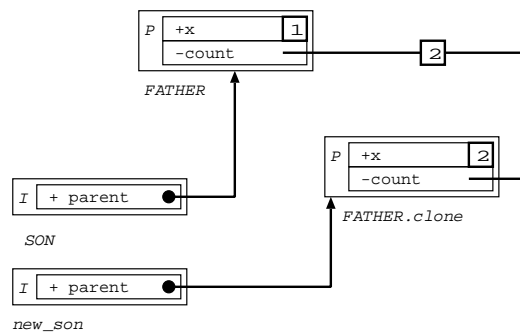 P +x 1
-count 2
FATHER
P +x 2
-count
I + parent
FATHER.clone
SON
I + parent
new_son